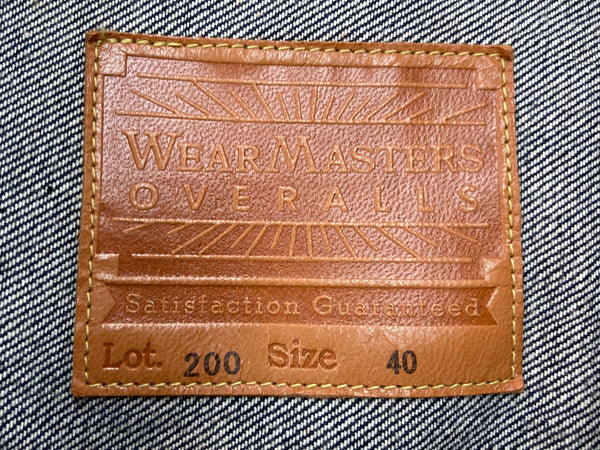 WEARMASTERS
OVERALLS
Satisfaction Guaranteed
Lot. 200 Size 40